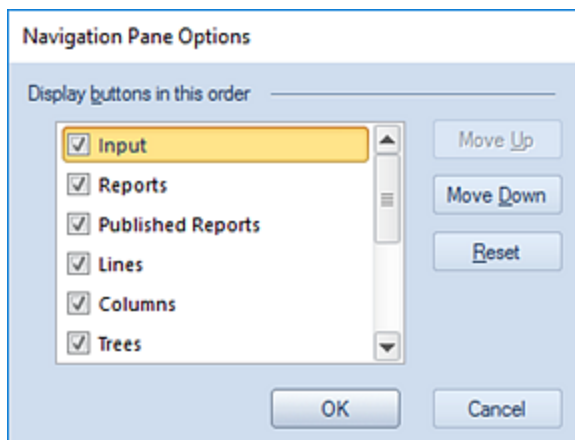 Navigation Pane Options
Display buttons in this order
Input
Reports
Published Reports
Lines
Columns
Trees
Move Up
Move Down
Reset
OK
Cancel